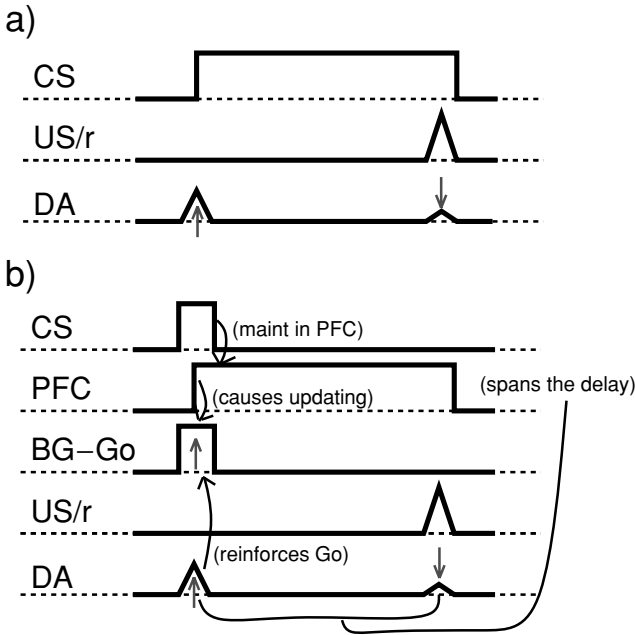 a)
CS
US/r
DA
b)
CS
(maint in PFC)
PFC
(causes updating)
(spans the delay)
BG−Go
US/r
(reinforces Go)
DA